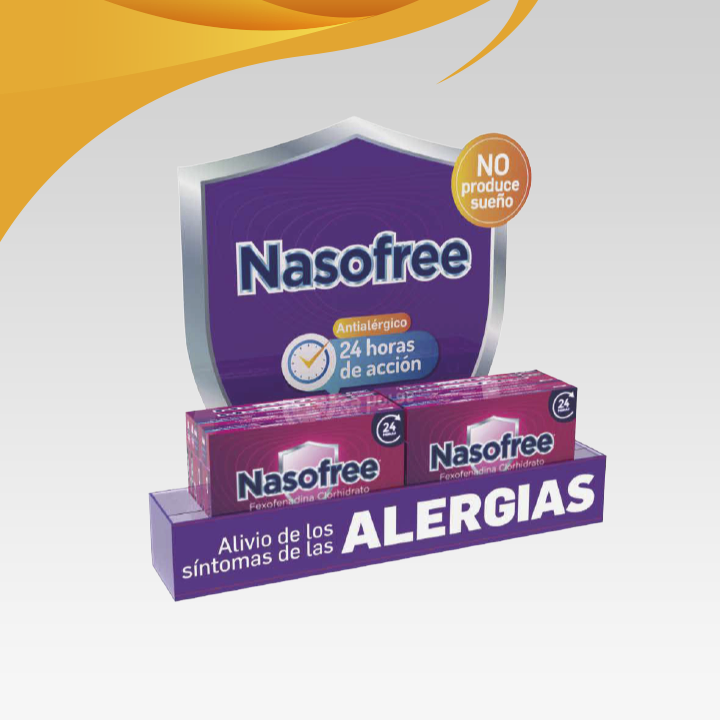 NO
produce
sueño
Nasofree
Antialérgico
24 horas
de acción
24
Nasofree
Fexofenadina Clorhidrato
24
Nasofree
Fexofenadina Clorhidrato
Alivio de los
síntomas de las
ALERGIAS